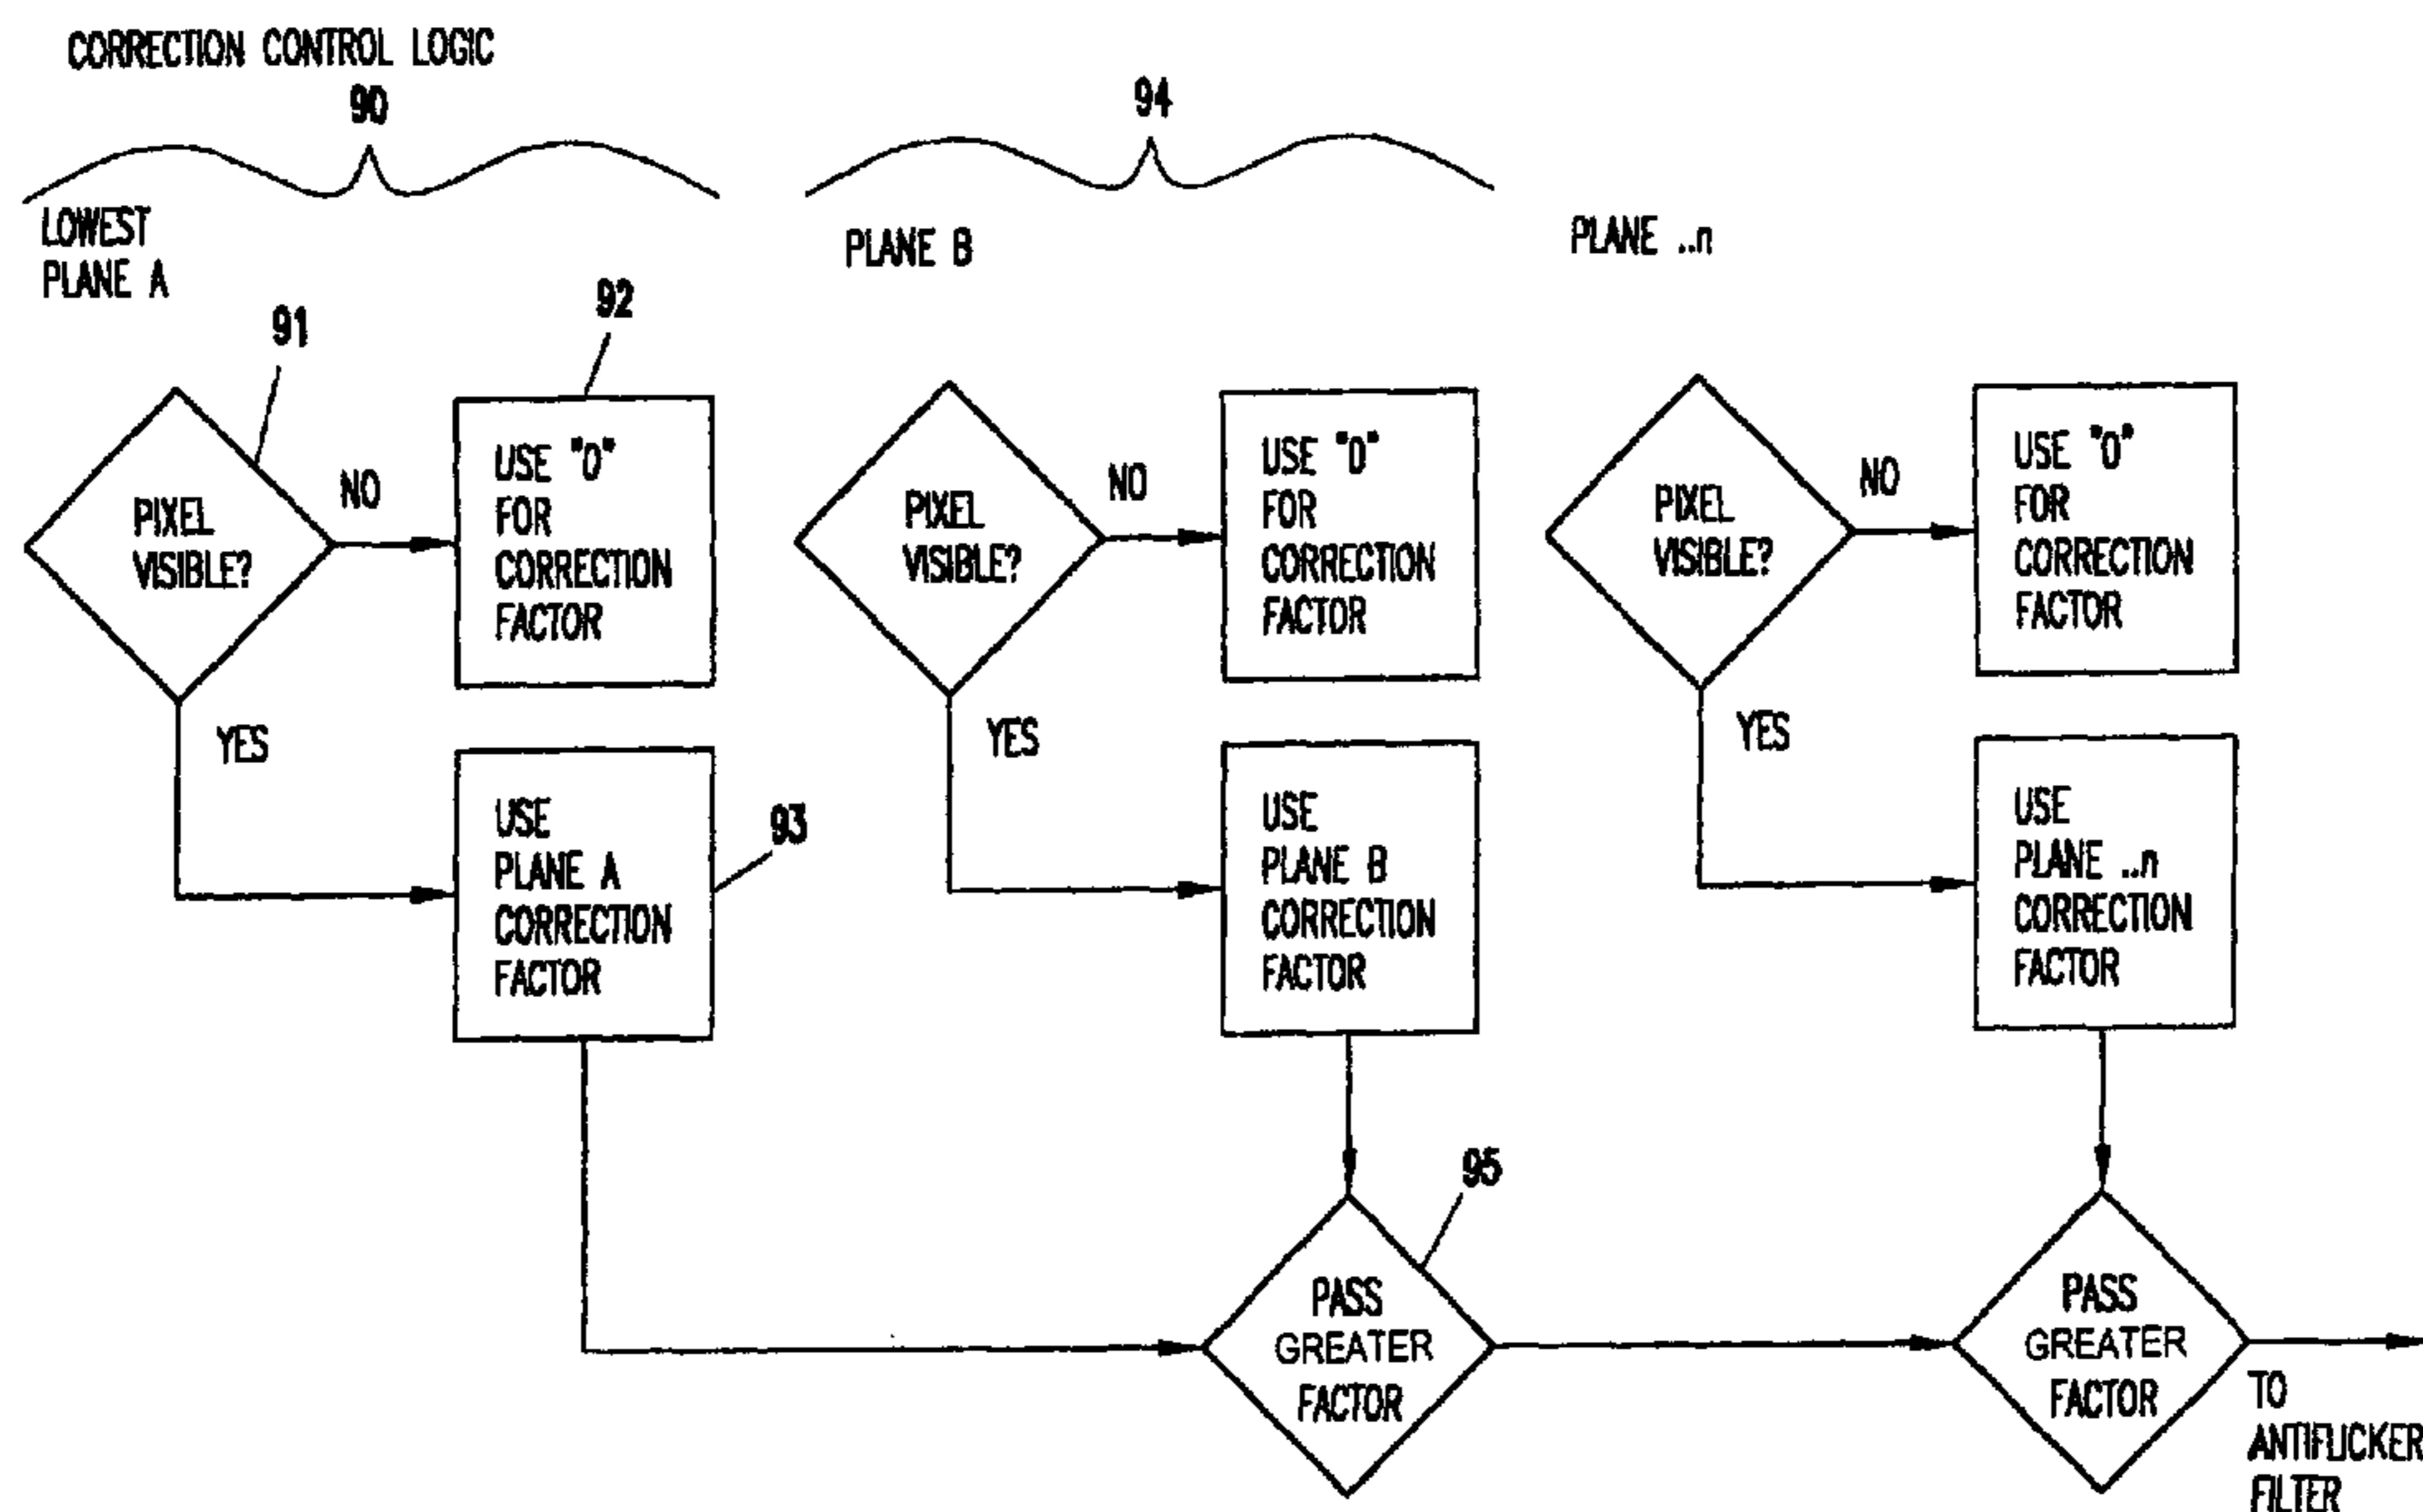 CORRECTION CONTROL LOGIC
90
94
LOWEST
PLANE A
PLANE B
PLANE ..n
91
92
PIXEL
VISIBLE?
NO
YES
USE "0"
FOR
CORRECTION
FACTOR
USE
PLANE A
CORRECTION
FACTOR
93
PIXEL
VISIBLE?
NO
YES
USE "0"
FOR
CORRECTION
FACTOR
USE
PLANE B
CORRECTION
FACTOR
PIXEL
VISIBLE?
NO
YES
USE "0"
FOR
CORRECTION
FACTOR
USE
PLANE ..n
CORRECTION
FACTOR
95
PASS
GREATER
FACTOR
PASS
GREATER
FACTOR
TO
ANTIFLICKER
FILTER